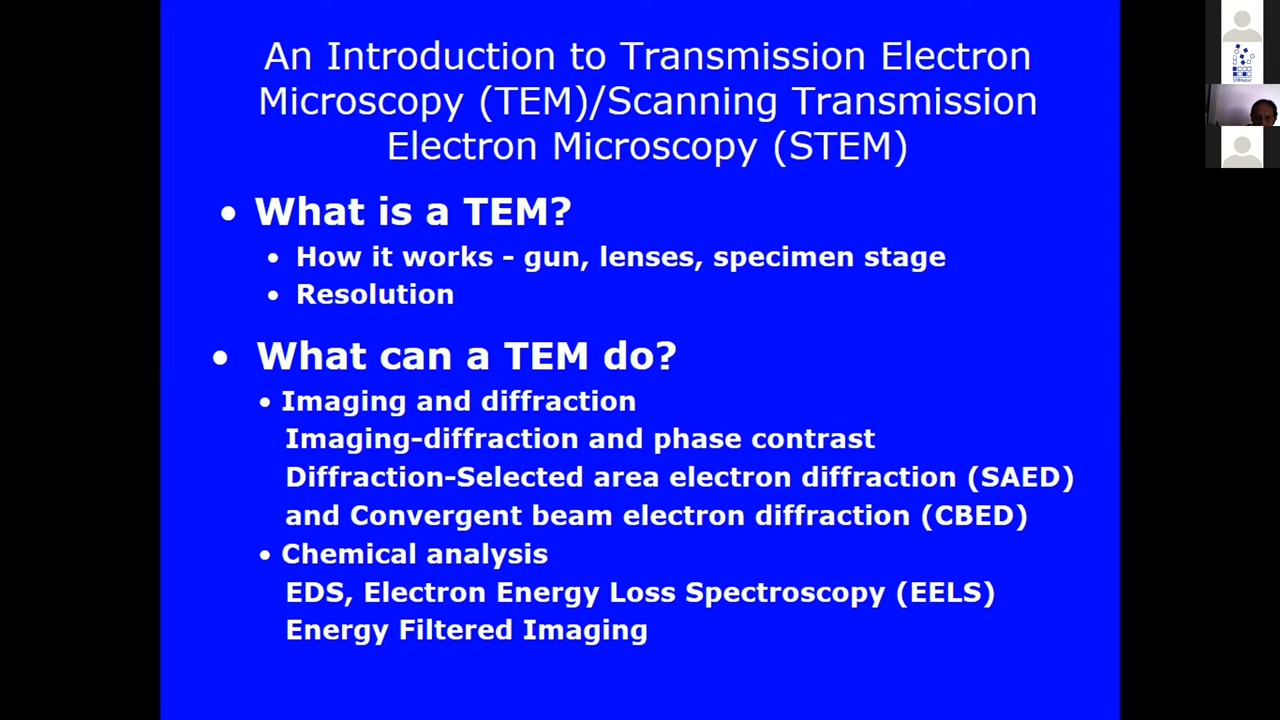 An Introduction to Transmission Electron
Microscopy (TEM)/Scanning Transmission
Electron Microscopy (STEM)
• What is a TEM?
• How it works - gun, lenses, specimen stage
• Resolution
• What can a TEM do?
• Imaging and diffraction
Imaging-diffraction and phase contrast
Diffraction-Selected area electron diffraction (SAED)
and Convergent beam electron diffraction (CBED)
• Chemical analysis
EDS, Electron Energy Loss Spectroscopy (EELS)
Energy Filtered Imaging